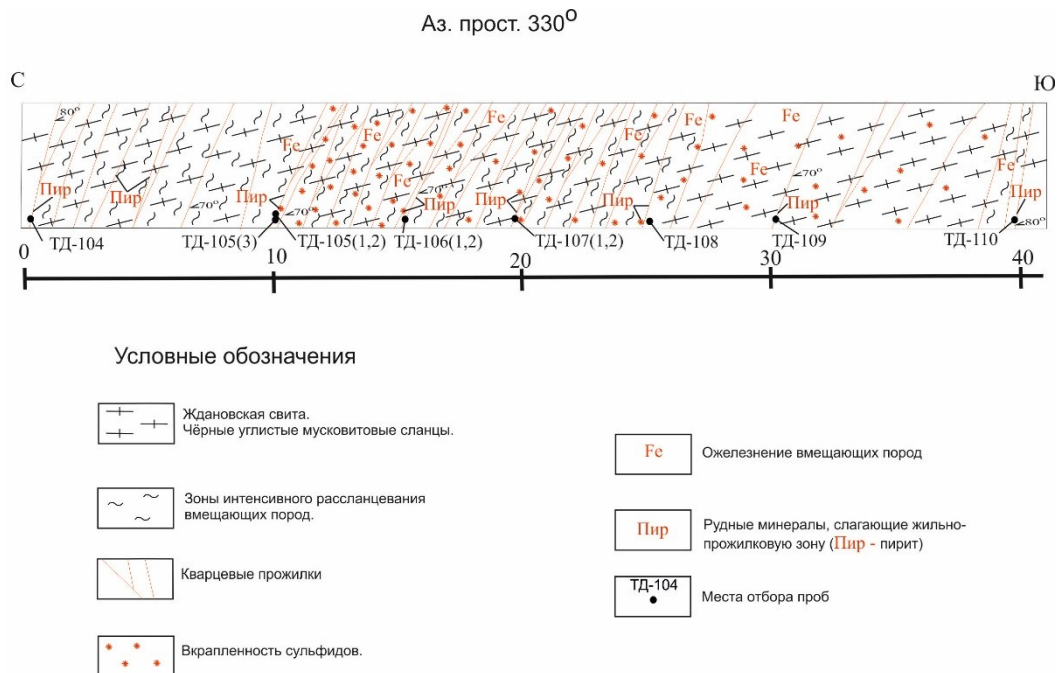 Аз. прост. 330⁰
С Ю
80°
Fe Fe Fe Fe
Fe Fe
Fe Fe Fe
70°
70°
Пир Пир Пир Пир Пир Пир Пир Пир
70° 70° 80°
ТД-104 ТД-105(3) ТД-105(1,2) ТД-106(1,2) ТД-107(1,2) ТД-108 ТД-109 ТД-110
0 10 20 30 40
Условные обозначения
Ждановская свита.
Чёрные углистые мусковитовые сланцы.
Зоны интенсивного рассланцевания
вмещающих пород.
Кварцевые прожилки
Вкрапленность сульфидов.
Fe Ожелезнение вмещающих пород
Пир Рудные минералы, слагающие жильно-
прожилковую зону (Пир - пирит)
ТД-104 Места отбора проб